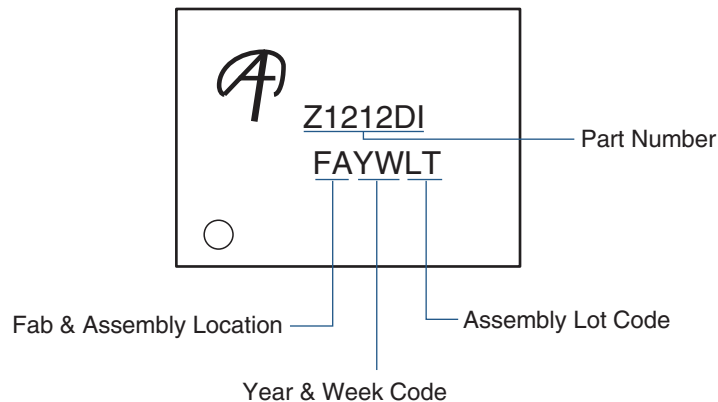 Z1212DI
Part Number
FAYWLT
Fab & Assembly Location
Assembly Lot Code
Year & Week Code